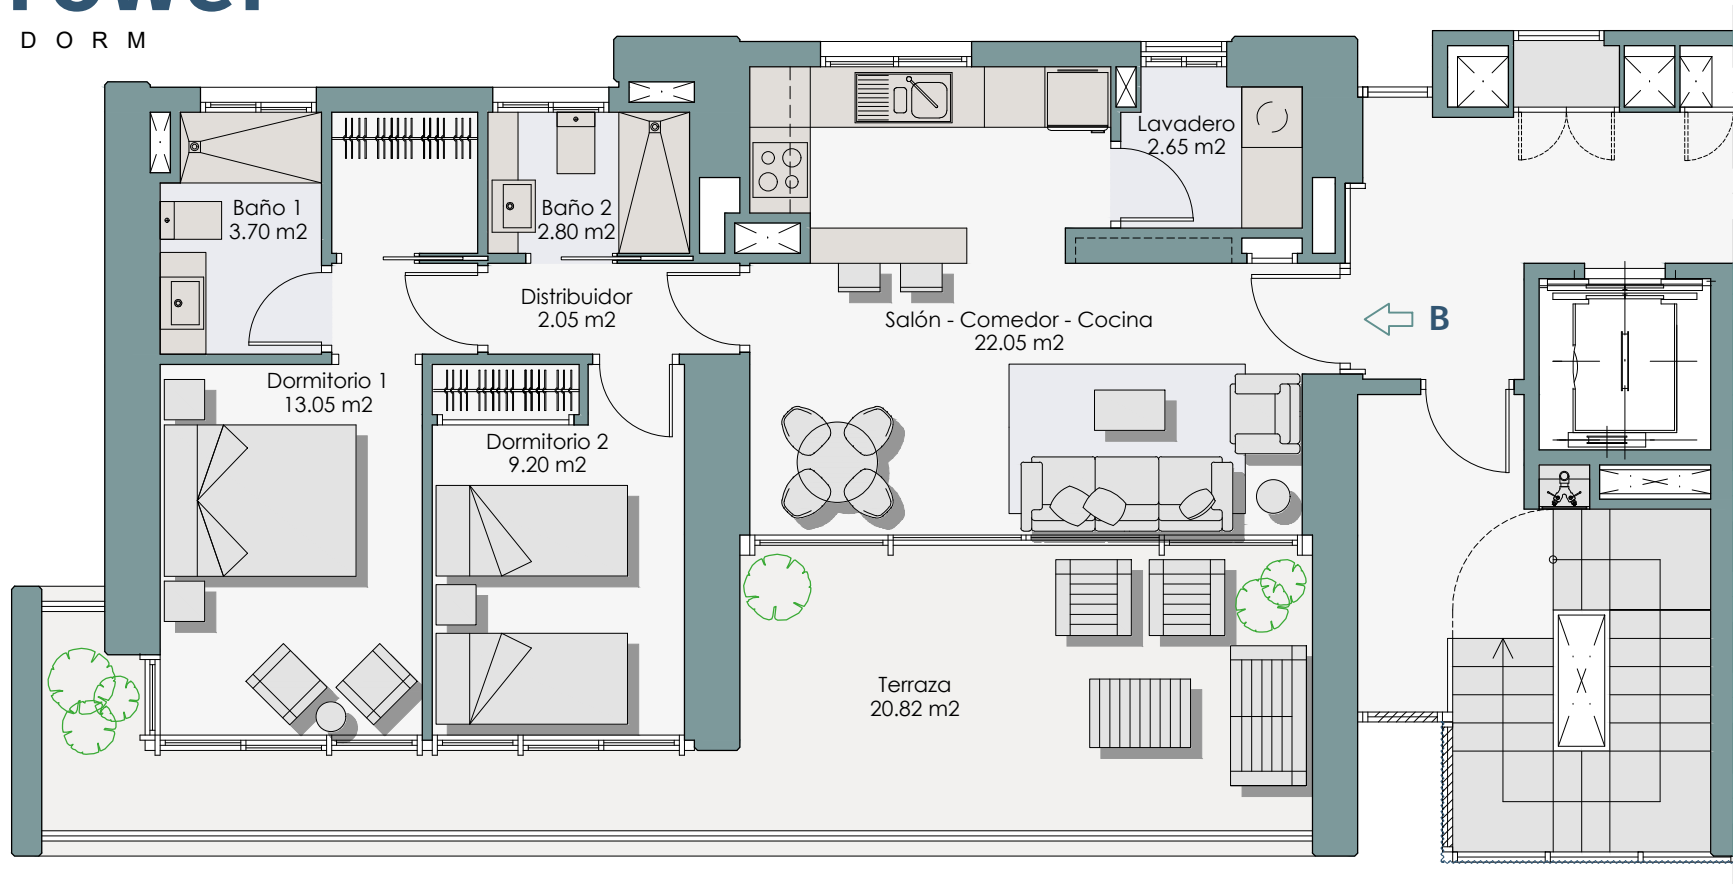 Tower
D O R M
Baño 1
3.70 m2
Baño 2
2.80 m2
Lavadero
2.65 m2
Distribuidor
2.05 m2
Salón - Comedor - Cocina
22.05 m2
B
Dormitorio 1
13.05 m2
Dormitorio 2
9.20 m2
Terraza
20.82 m2